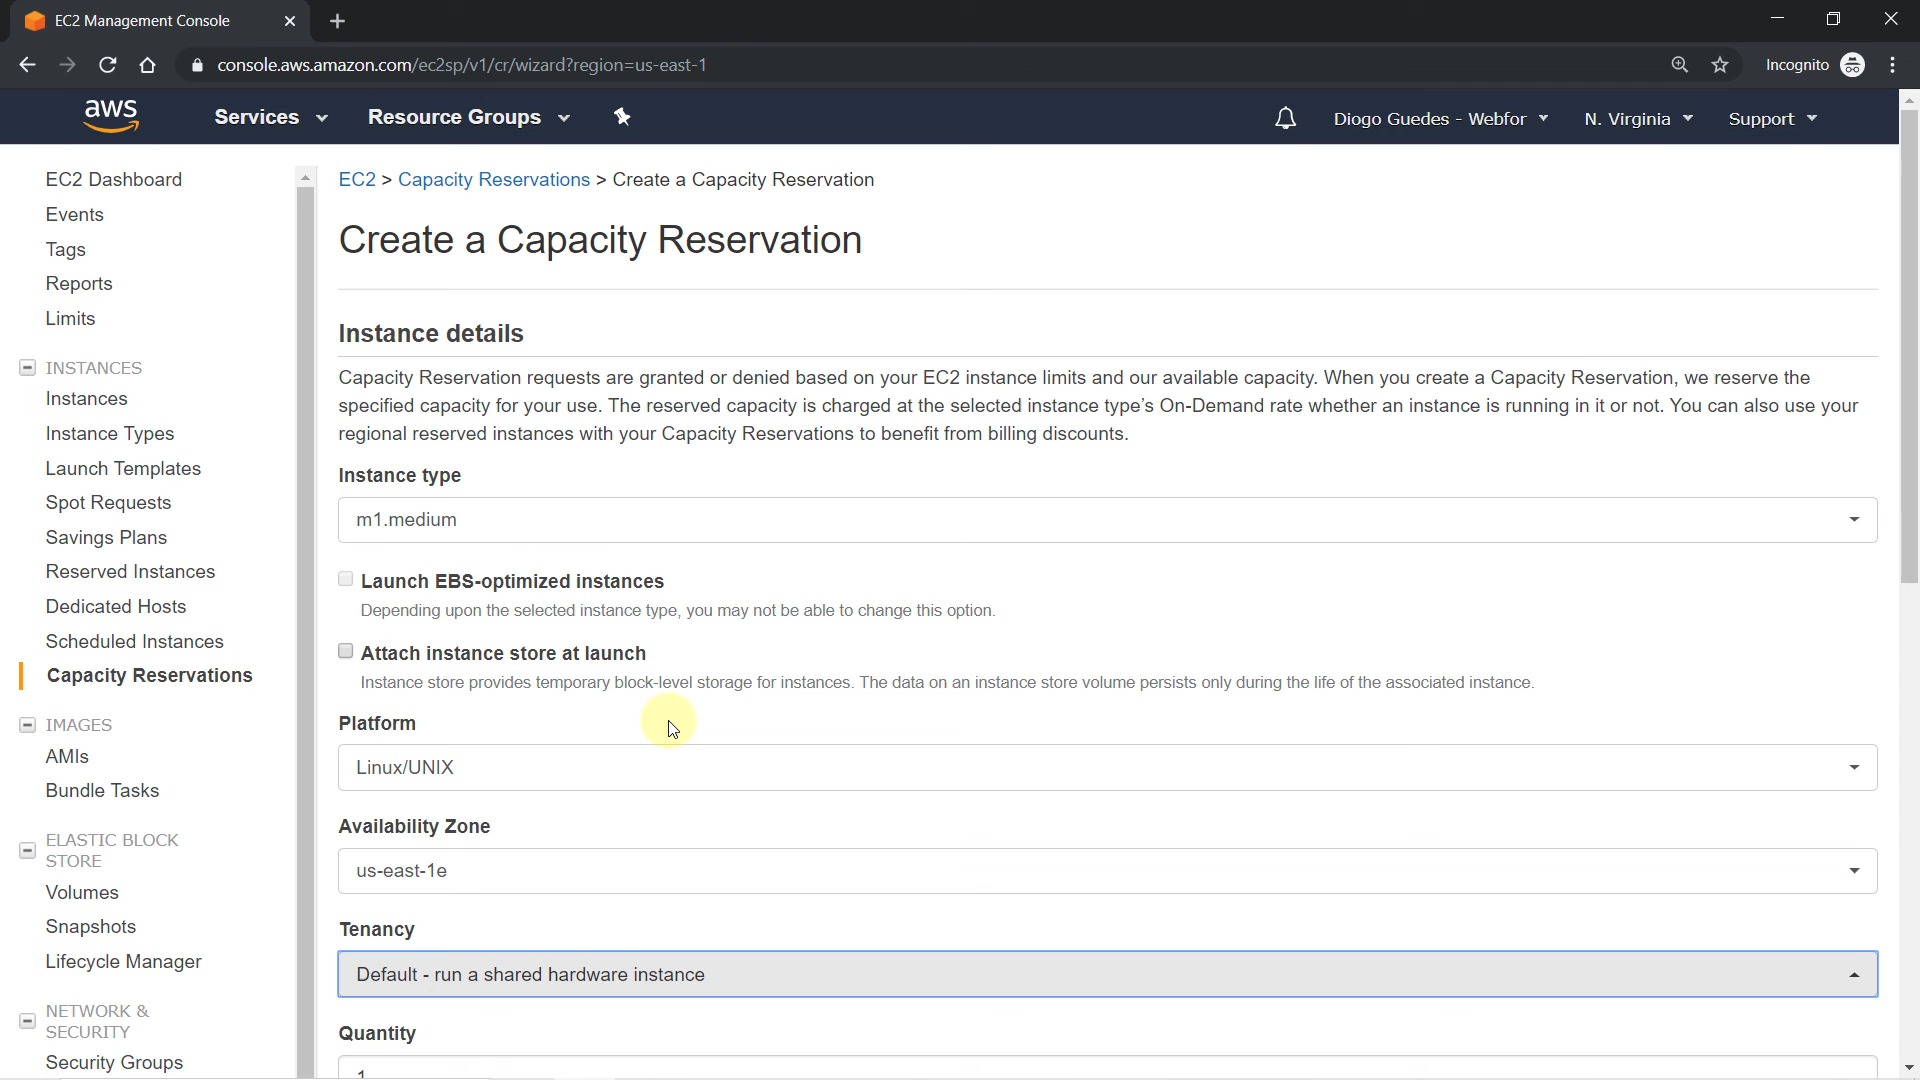 EC2 Management Console
console.aws.amazon.com/ec2sp/v1/cr/wizard?region=us-east-1
Incognito
aws
Services
Resource Groups
Diogo Guedes - Webfor
N. Virginia
Support
EC2 Dashboard
Events
Tags
Reports
Limits
INSTANCES
Instances
Instance Types
Launch Templates
Spot Requests
Savings Plans
Reserved Instances
Dedicated Hosts
Scheduled Instances
Capacity Reservations
IMAGES
AMIs
Bundle Tasks
ELASTIC BLOCK
STORE
Volumes
Snapshots
Lifecycle Manager
NETWORK &
SECURITY
Security Groups
EC2 > Capacity Reservations > Create a Capacity Reservation
Create a Capacity Reservation
Instance details
Capacity Reservation requests are granted or denied based on your EC2 instance limits and our available capacity. When you create a Capacity Reservation, we reserve the
specified capacity for your use. The reserved capacity is charged at the selected instance type's On-Demand rate whether an instance is running in it or not. You can also use your
regional reserved instances with your Capacity Reservations to benefit from billing discounts.
Instance type
m1.medium
Launch EBS-optimized instances
Depending upon the selected instance type, you may not be able to change this option.
Attach instance store at launch
Instance store provides temporary block-level storage for instances. The data on an instance store volume persists only during the life of the associated instance.
Platform
Linux/UNIX
Availability Zone
us-east-1e
Tenancy
Default - run a shared hardware instance
Quantity
1